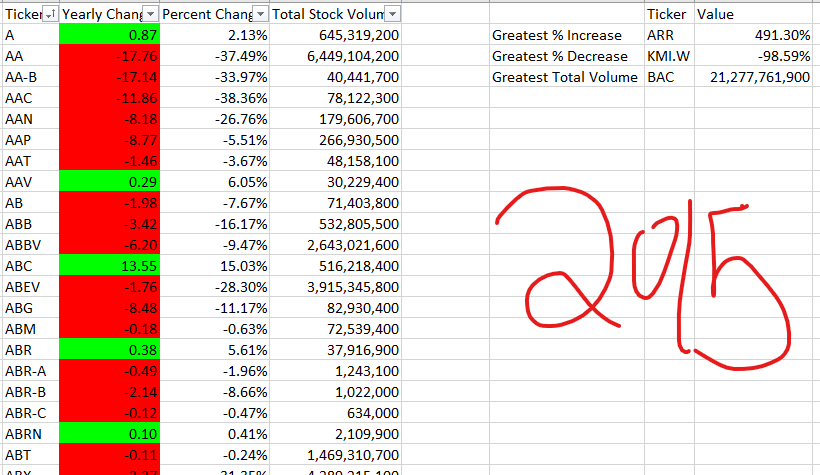 Ticker Yearly Chang Percent Chang Total Stock Volum Ticker Value
A 0.87 2.13% 645,319,200 Greatest % Increase ARR 491.30%
AA -17.76 -37.49% 6,449,104,200 Greatest % Decrease KMI.W -98.59%
AA-B -17.14 -33.97% 40,441,700 Greatest Total Volume BAC 21,277,761,900
AAC -11.86 -38.36% 78,122,300
AAN -8.18 -26.76% 179,606,700
AAP -8.77 -5.51% 266,930,500
AAT -1.46 -3.67% 48,158,100
AAV 0.29 6.05% 30,229,400
AB -1.98 -7.67% 71,403,800
ABB -3.42 -16.17% 532,805,500
ABBV -6.20 -9.47% 2,643,021,600
ABC 13.55 15.03% 516,218,400
ABEV -1.76 -28.30% 3,915,345,800
ABG -8.48 -11.17% 82,930,400
ABM -0.18 -0.63% 72,539,400
ABR 0.38 5.61% 37,916,900
ABR-A -0.49 -1.96% 1,243,100
ABR-B -2.14 -8.66% 1,022,000
ABR-C -0.12 -0.47% 634,000
ABRN 0.10 0.41% 2,109,900
ABT -0.11 -0.24% 1,469,310,700
2015